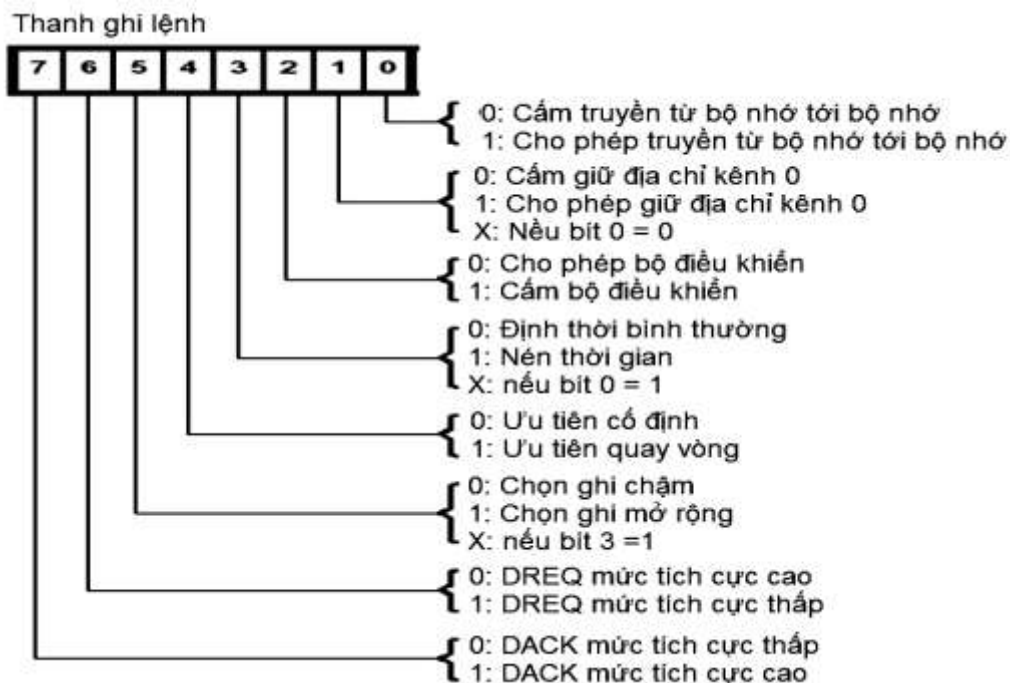 Thanh ghi lệnh
7 6 5 4 3 2 1 0
0: Cấm truyền từ bộ nhớ tới bộ nhớ
1: Cho phép truyền từ bộ nhớ tới bộ nhớ
0: Cấm giữ địa chỉ kênh 0
1: Cho phép giữ địa chỉ kênh 0
X: Nếu bit 0 = 0
0: Cho phép bộ điều khiển
1: Cấm bộ điều khiển
0: Định thời bình thường
1: Nén thời gian
X: nếu bit 0 = 1
0: Ưu tiên cố định
1: Ưu tiên quay vòng
0: Chọn ghi chậm
1: Chọn ghi mở rộng
X: nếu bit 3 =1
0: DREQ mức tích cực cao
1: DREQ mức tích cực thấp
0: DACK mức tích cực thấp
1: DACK mức tích cực cao